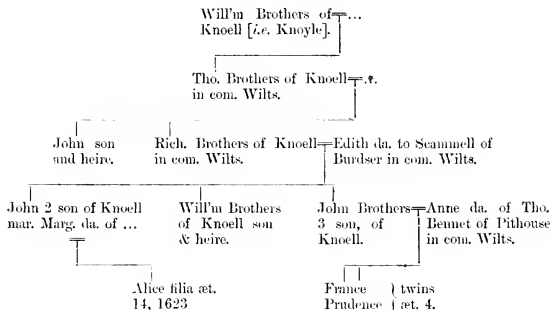 Will'm Brothers of ...
Knoell [i.e. Knoyle].
Tho. Brothers of Knoell
in com. Wilts.
John son
and heire.
Rich. Brothers of Knoell
in com. Wilts.
Edith da. to Scammell of
Burdser in com. Wilts.
John 2 son of Knoell
mar. Marg. da. of ...
Will'm Brothers
of Knoell son
& heire.
John Brothers
3 son, of
Knoell.
Anne da. of Tho.
Bennet of Pithouse
in com. Wilts.
Alice filia æt.
14, 1623
France } twins
Prudence } æt. 4.